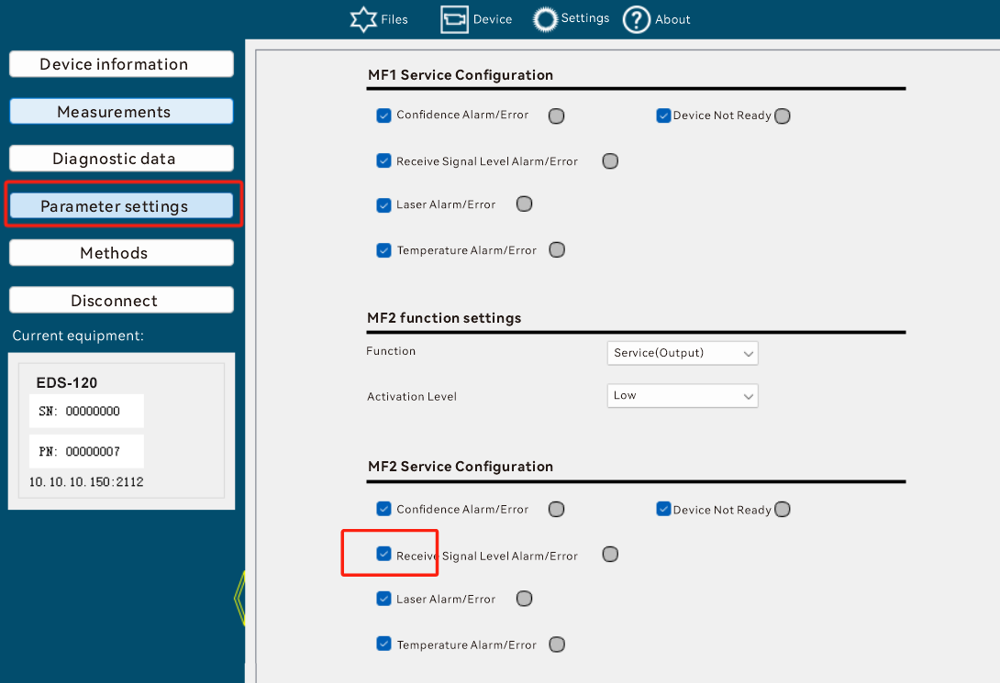 Files Device Settings About
Device information
Measurements
Diagnostic data
Parameter settings
Methods
Disconnect
Current equipment:
EDS-120
SN: 00000000
PN: 00000007
10.10.10.150:2112
MF1 Service Configuration
Confidence Alarm/Error Device Not Ready
Receive Signal Level Alarm/Error
Laser Alarm/Error
Temperature Alarm/Error
MF2 function settings
Function Service(Output)
Activation Level Low
MF2 Service Configuration
Confidence Alarm/Error Device Not Ready
Receive Signal Level Alarm/Error
Laser Alarm/Error
Temperature Alarm/Error